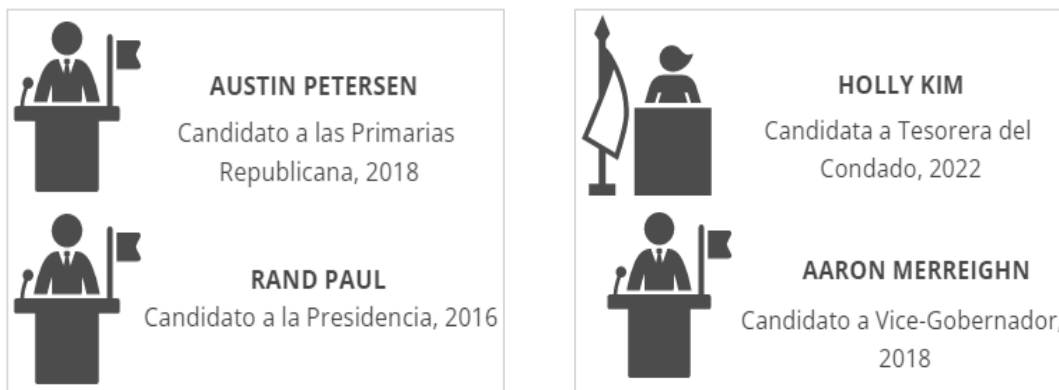 AUSTIN PETERSEN
Candidato a las Primarias
Republicana, 2018
RAND PAUL
Candidato a la Presidencia, 2016
HOLLY KIM
Candidata a Tesorera del
Condado, 2022
AARON MERREIGHN
Candidato a Vice-Gobernador,
2018